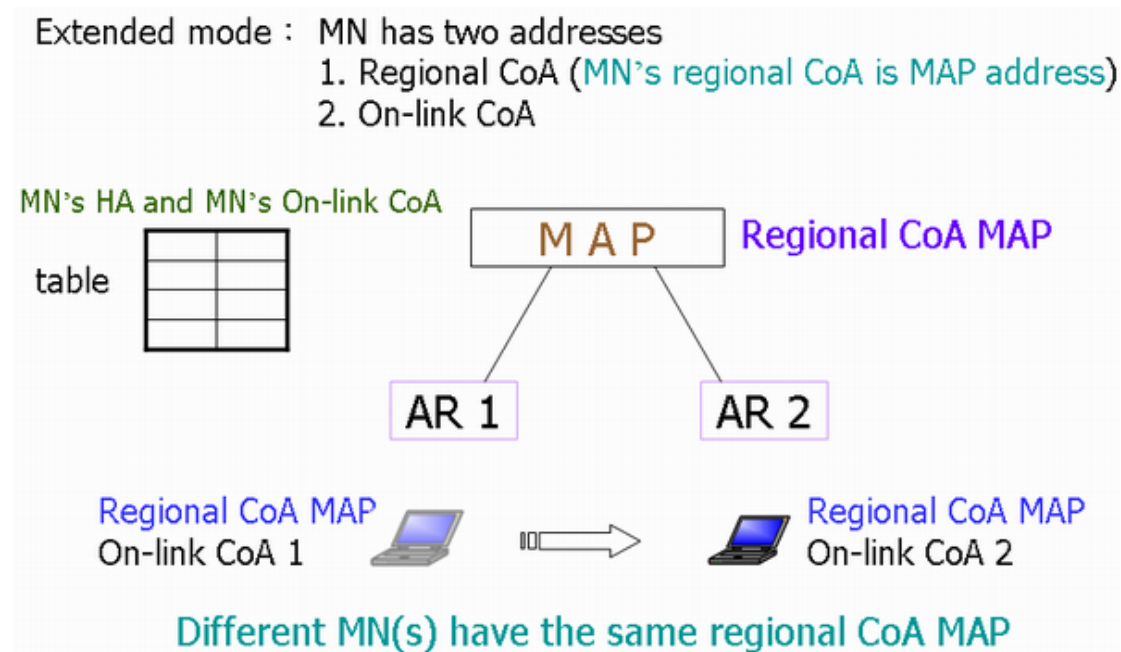 Extended mode : MN has two addresses
1. Regional CoA (MN's regional CoA is MAP address)
2. On-link CoA
MN's HA and MN's On-link CoA
table
M A P
Regional CoA MAP
AR 1
AR 2
Regional CoA MAP
On-link CoA 1
Regional CoA MAP
On-link CoA 2
Different MN(s) have the same regional CoA MAP